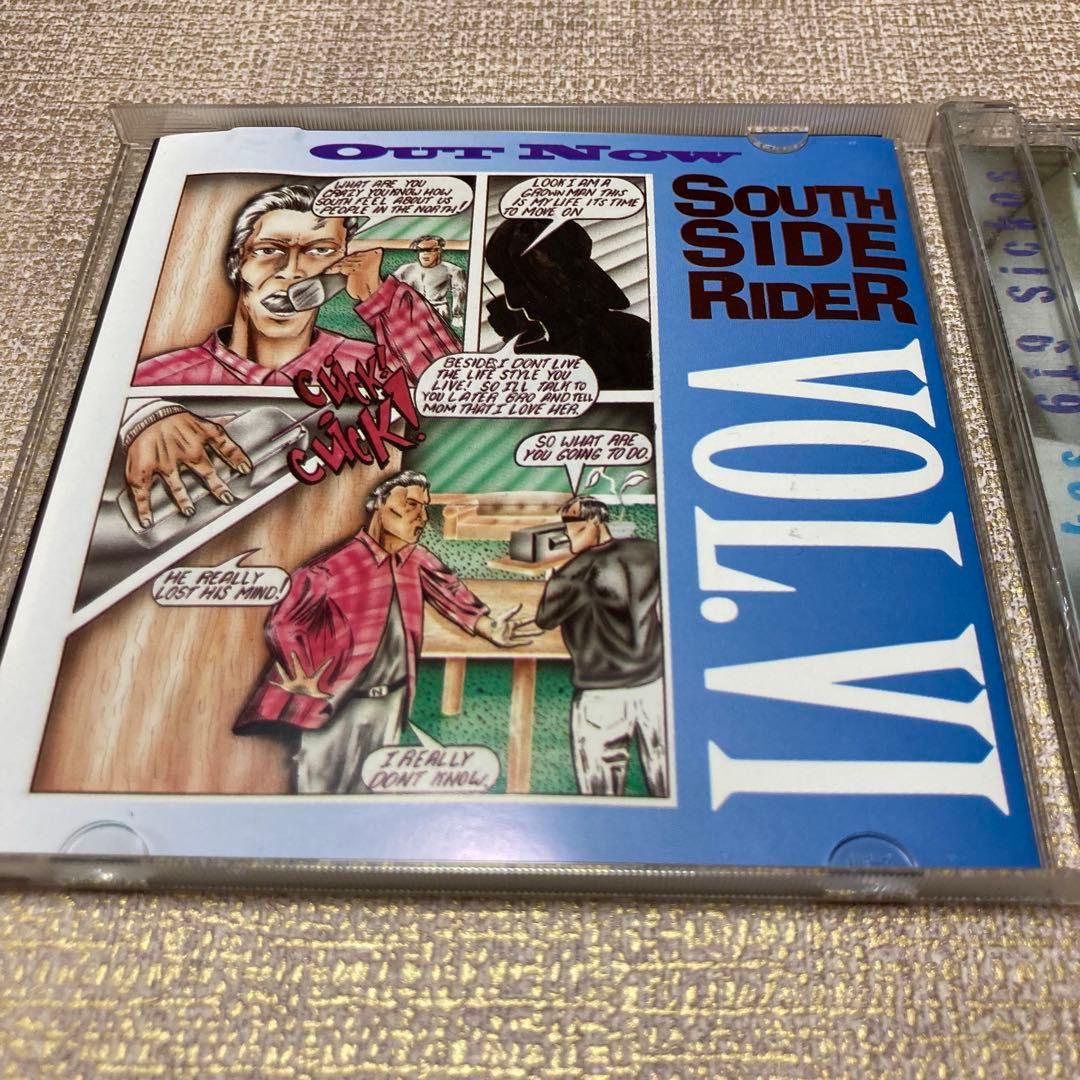 OUT NOW
WHAT ARE YOU
CRAZY YOU KNOW HOW
SOUTH FEEL ABOUT US
PEOPLE IN THE NORTH!
LOOK I AM A
GROWN MAN THIS
IS MY LIFE ITS TIME
TO MOVE ON
BESIDES I DONT LIVE
THE LIFE STYLE YOU
LIVE! SO ILL TALK TO
YOU LATER BRO AND TELL
MOM THAT I LOVE HER.
CLICK!
CLICK!
SO WHAT ARE
YOU GOING TO DO.
HE REALLY
LOST HIS MIND!
N
I REALLY
DONT KNOW.
SOUTH
SIDE
RIDER
VOL. VI
619 Sickos